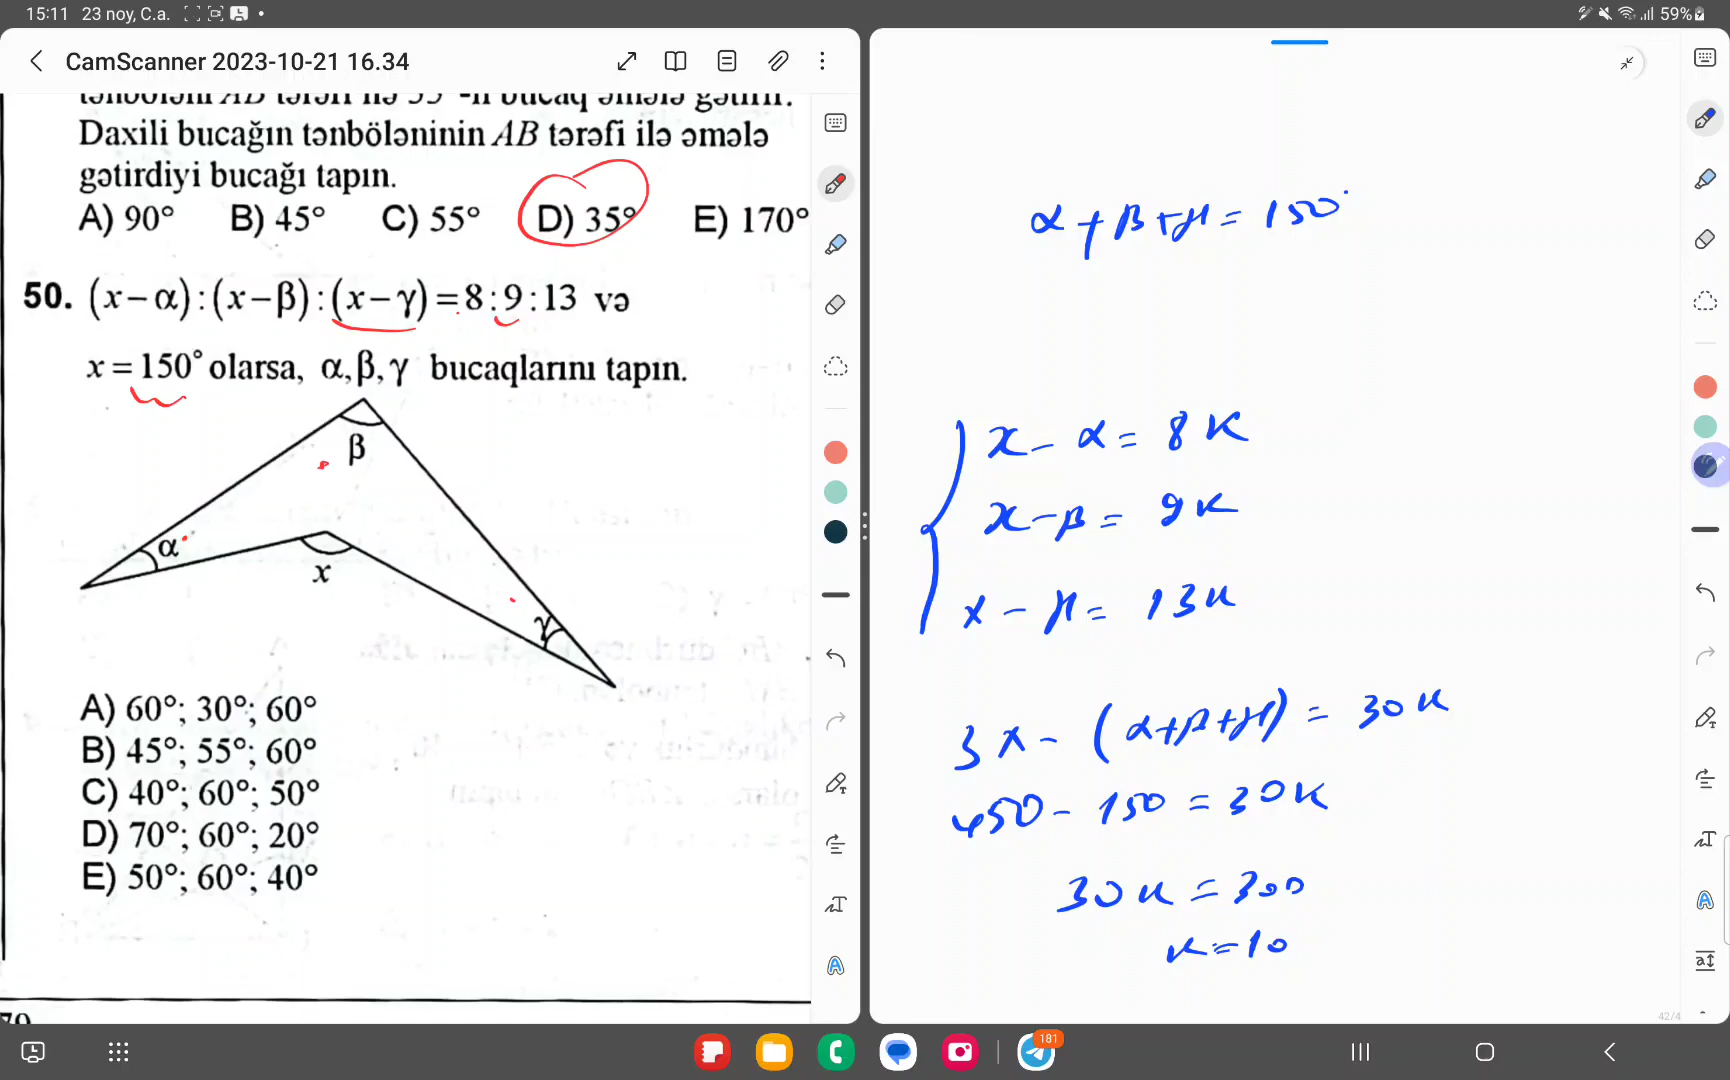 15:11 23 noy, C.a.
59%
CamScanner 2023-10-21 16.34
Daxili bucağın tənböləninin AB tərəfi ilə əmələ
gətirdiyi bucağı tapın.
A) 90° B) 45° C) 55° D) 35° E) 170°
50. (x−α):(x−β):(x−γ)=8:9:13 və
x=150° olarsa, α,β,γ bucaqlarını tapın.
β
α
x
γ
A) 60°; 30°; 60°
B) 45°; 55°; 60°
C) 40°; 60°; 50°
D) 70°; 60°; 20°
E) 50°; 60°; 40°
α+β+γ=150°
x−α=8k
x−β=9k
x−γ=13k
3x−(α+β+γ)=30k
450−150=30k
30k=300
k=10
42/4
181